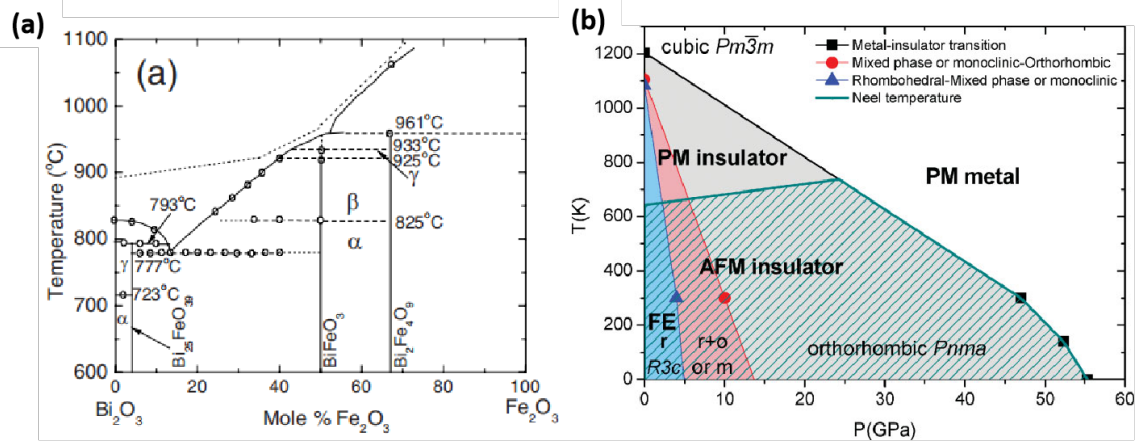 (a)
(a)
1100
1000
900
800
700
600
Temperature (°C)
961°C
933°C
925°C
γ
793°C
β
825°C
α
γ
777°C
723°C
α
Bi₂₅FeO₃₉
BiFeO₃
Bi₂Fe₄O₉
0 20 40 60 80 100
Bi₂O₃
Mole % Fe₂O₃
Fe₂O₃
(b)
cubic Pm3̅m
Metal-insulator transition
Mixed phase or monoclinic-Orthorhombic
Rhombohedral-Mixed phase or monoclinic
Neel temperature
1200
1000
800
600
400
200
0
T(K)
PM insulator
PM metal
AFM insulator
FE
r
R3c
r+o
or m
orthorhombic Pnma
0 10 20 30 40 50 60
P(GPa)